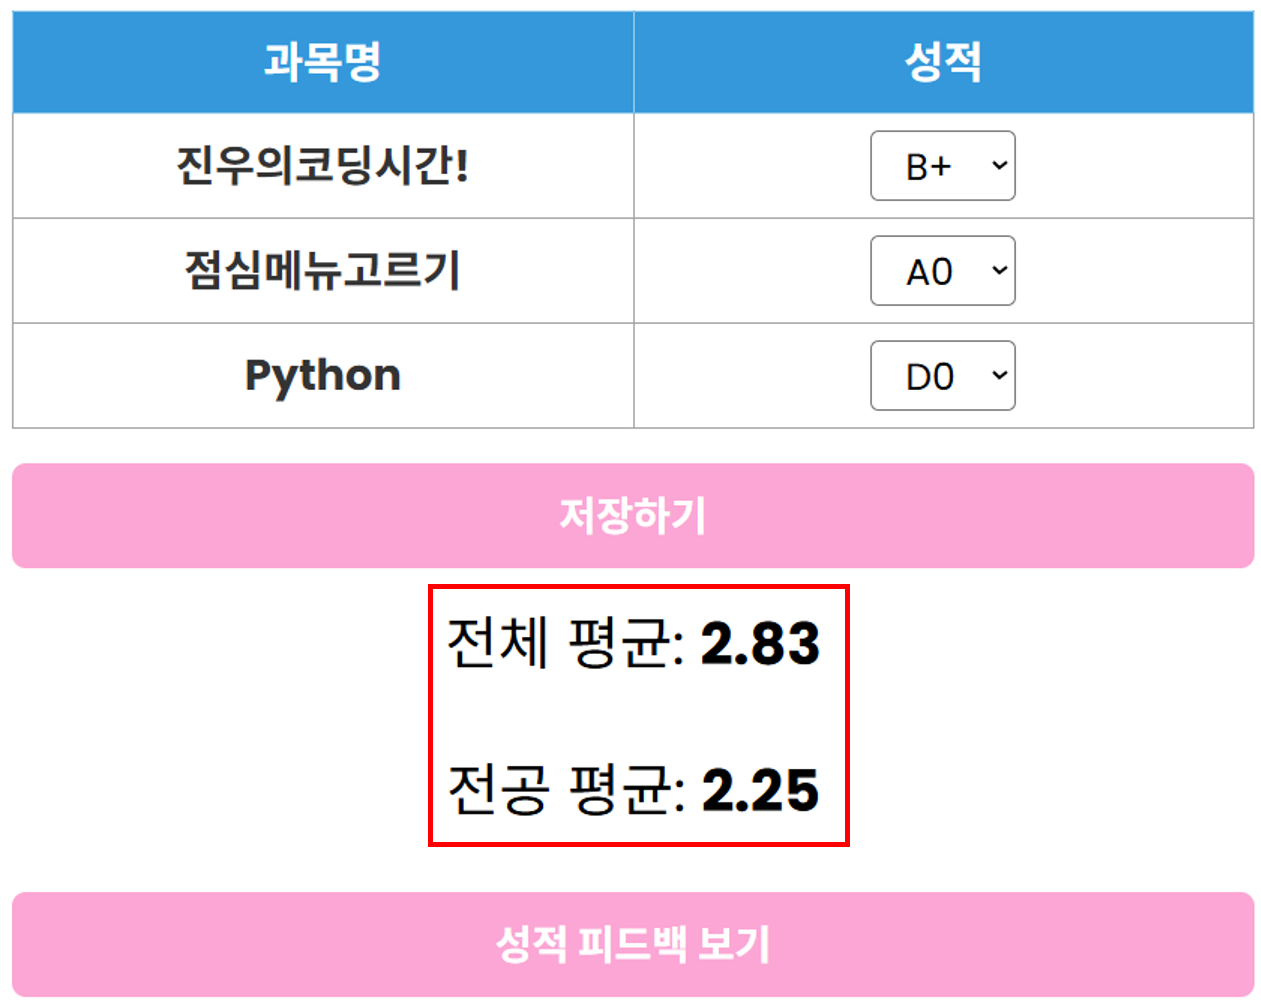 과목명 성적
진우의코딩시간! B+
점심메뉴고르기 A0
Python D0
저장하기
전체 평균: 2.83
전공 평균: 2.25
성적 피드백 보기